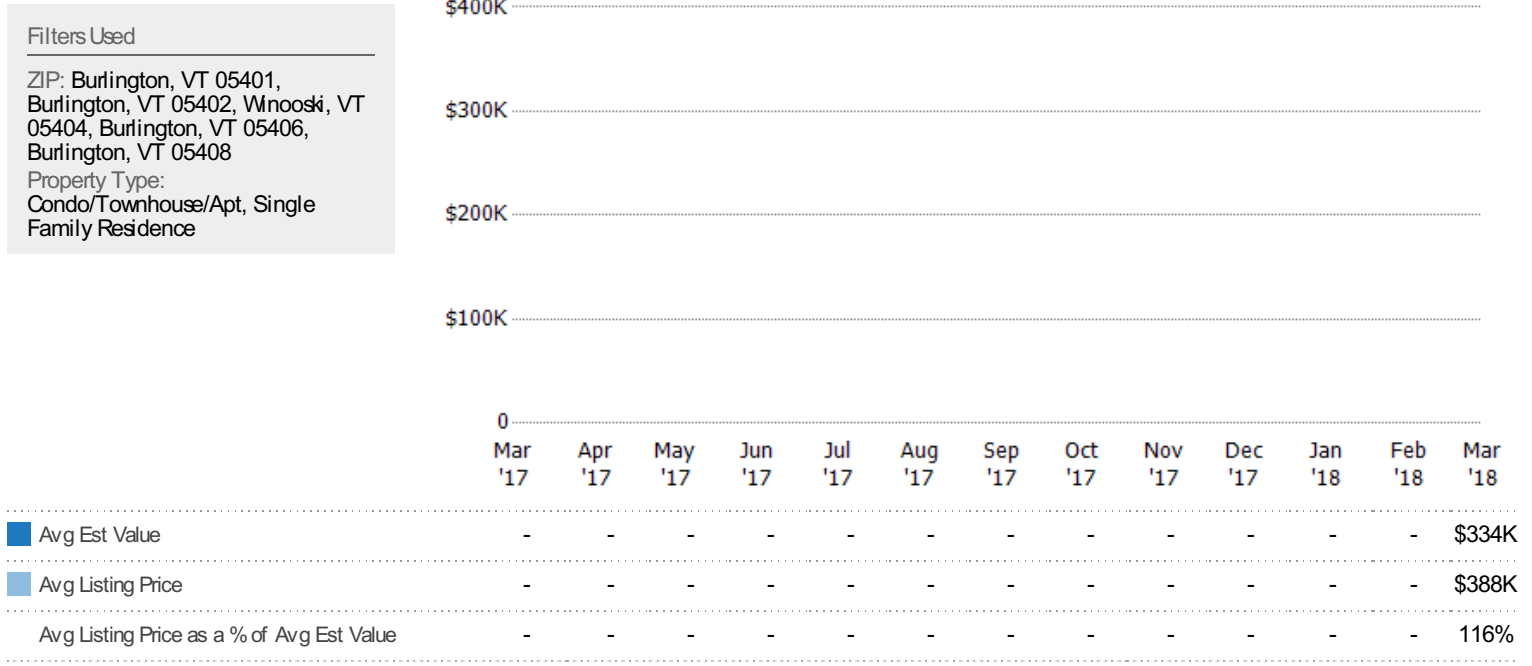 Filters Used
ZIP: Burlington, VT 05401,
Burlington, VT 05402, Winooski, VT
05404, Burlington, VT 05406,
Burlington, VT 05408
Property Type:
Condo/Townhouse/Apt, Single
Family Residence
$400K
$300K
$200K
$100K
0
Mar Apr May Jun Jul Aug Sep Oct Nov Dec Jan Feb Mar
'17 '17 '17 '17 '17 '17 '17 '17 '17 '17 '18 '18 '18
Avg Est Value - - - - - - - - - - - - $334K
Avg Listing Price - - - - - - - - - - - - $388K
Avg Listing Price as a % of Avg Est Value - - - - - - - - - - - - 116%